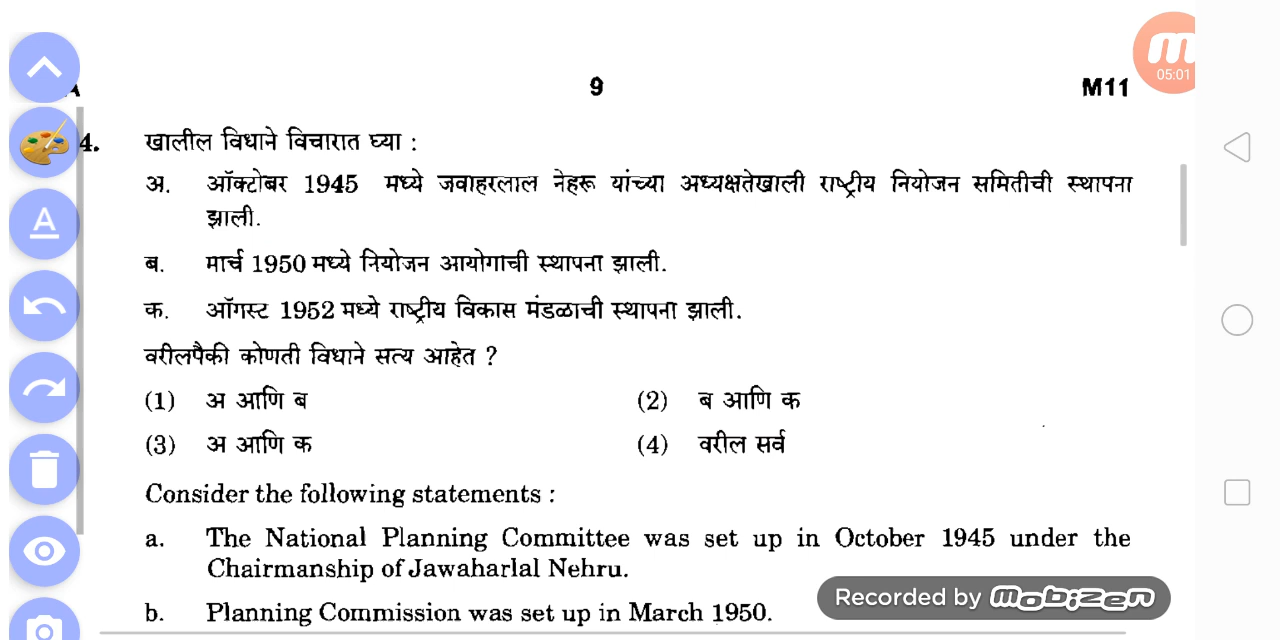 05:01
A 9 M11
4. खालील विधाने विचारात घ्या :
अ. ऑक्टोबर 1945 मध्ये जवाहरलाल नेहरू यांच्या अध्यक्षतेखाली राष्ट्रीय नियोजन समितीची स्थापना
झाली.
ब. मार्च 1950 मध्ये नियोजन आयोगाची स्थापना झाली.
क. ऑगस्ट 1952 मध्ये राष्ट्रीय विकास मंडळाची स्थापना झाली.
वरीलपैकी कोणती विधाने सत्य आहेत ?
(1) अ आणि ब (2) ब आणि क
(3) अ आणि क (4) वरील सर्व
Consider the following statements :
a. The National Planning Committee was set up in October 1945 under the
Chairmanship of Jawaharlal Nehru.
b. Planning Commission was set up in March 1950.
Recorded by mobizen